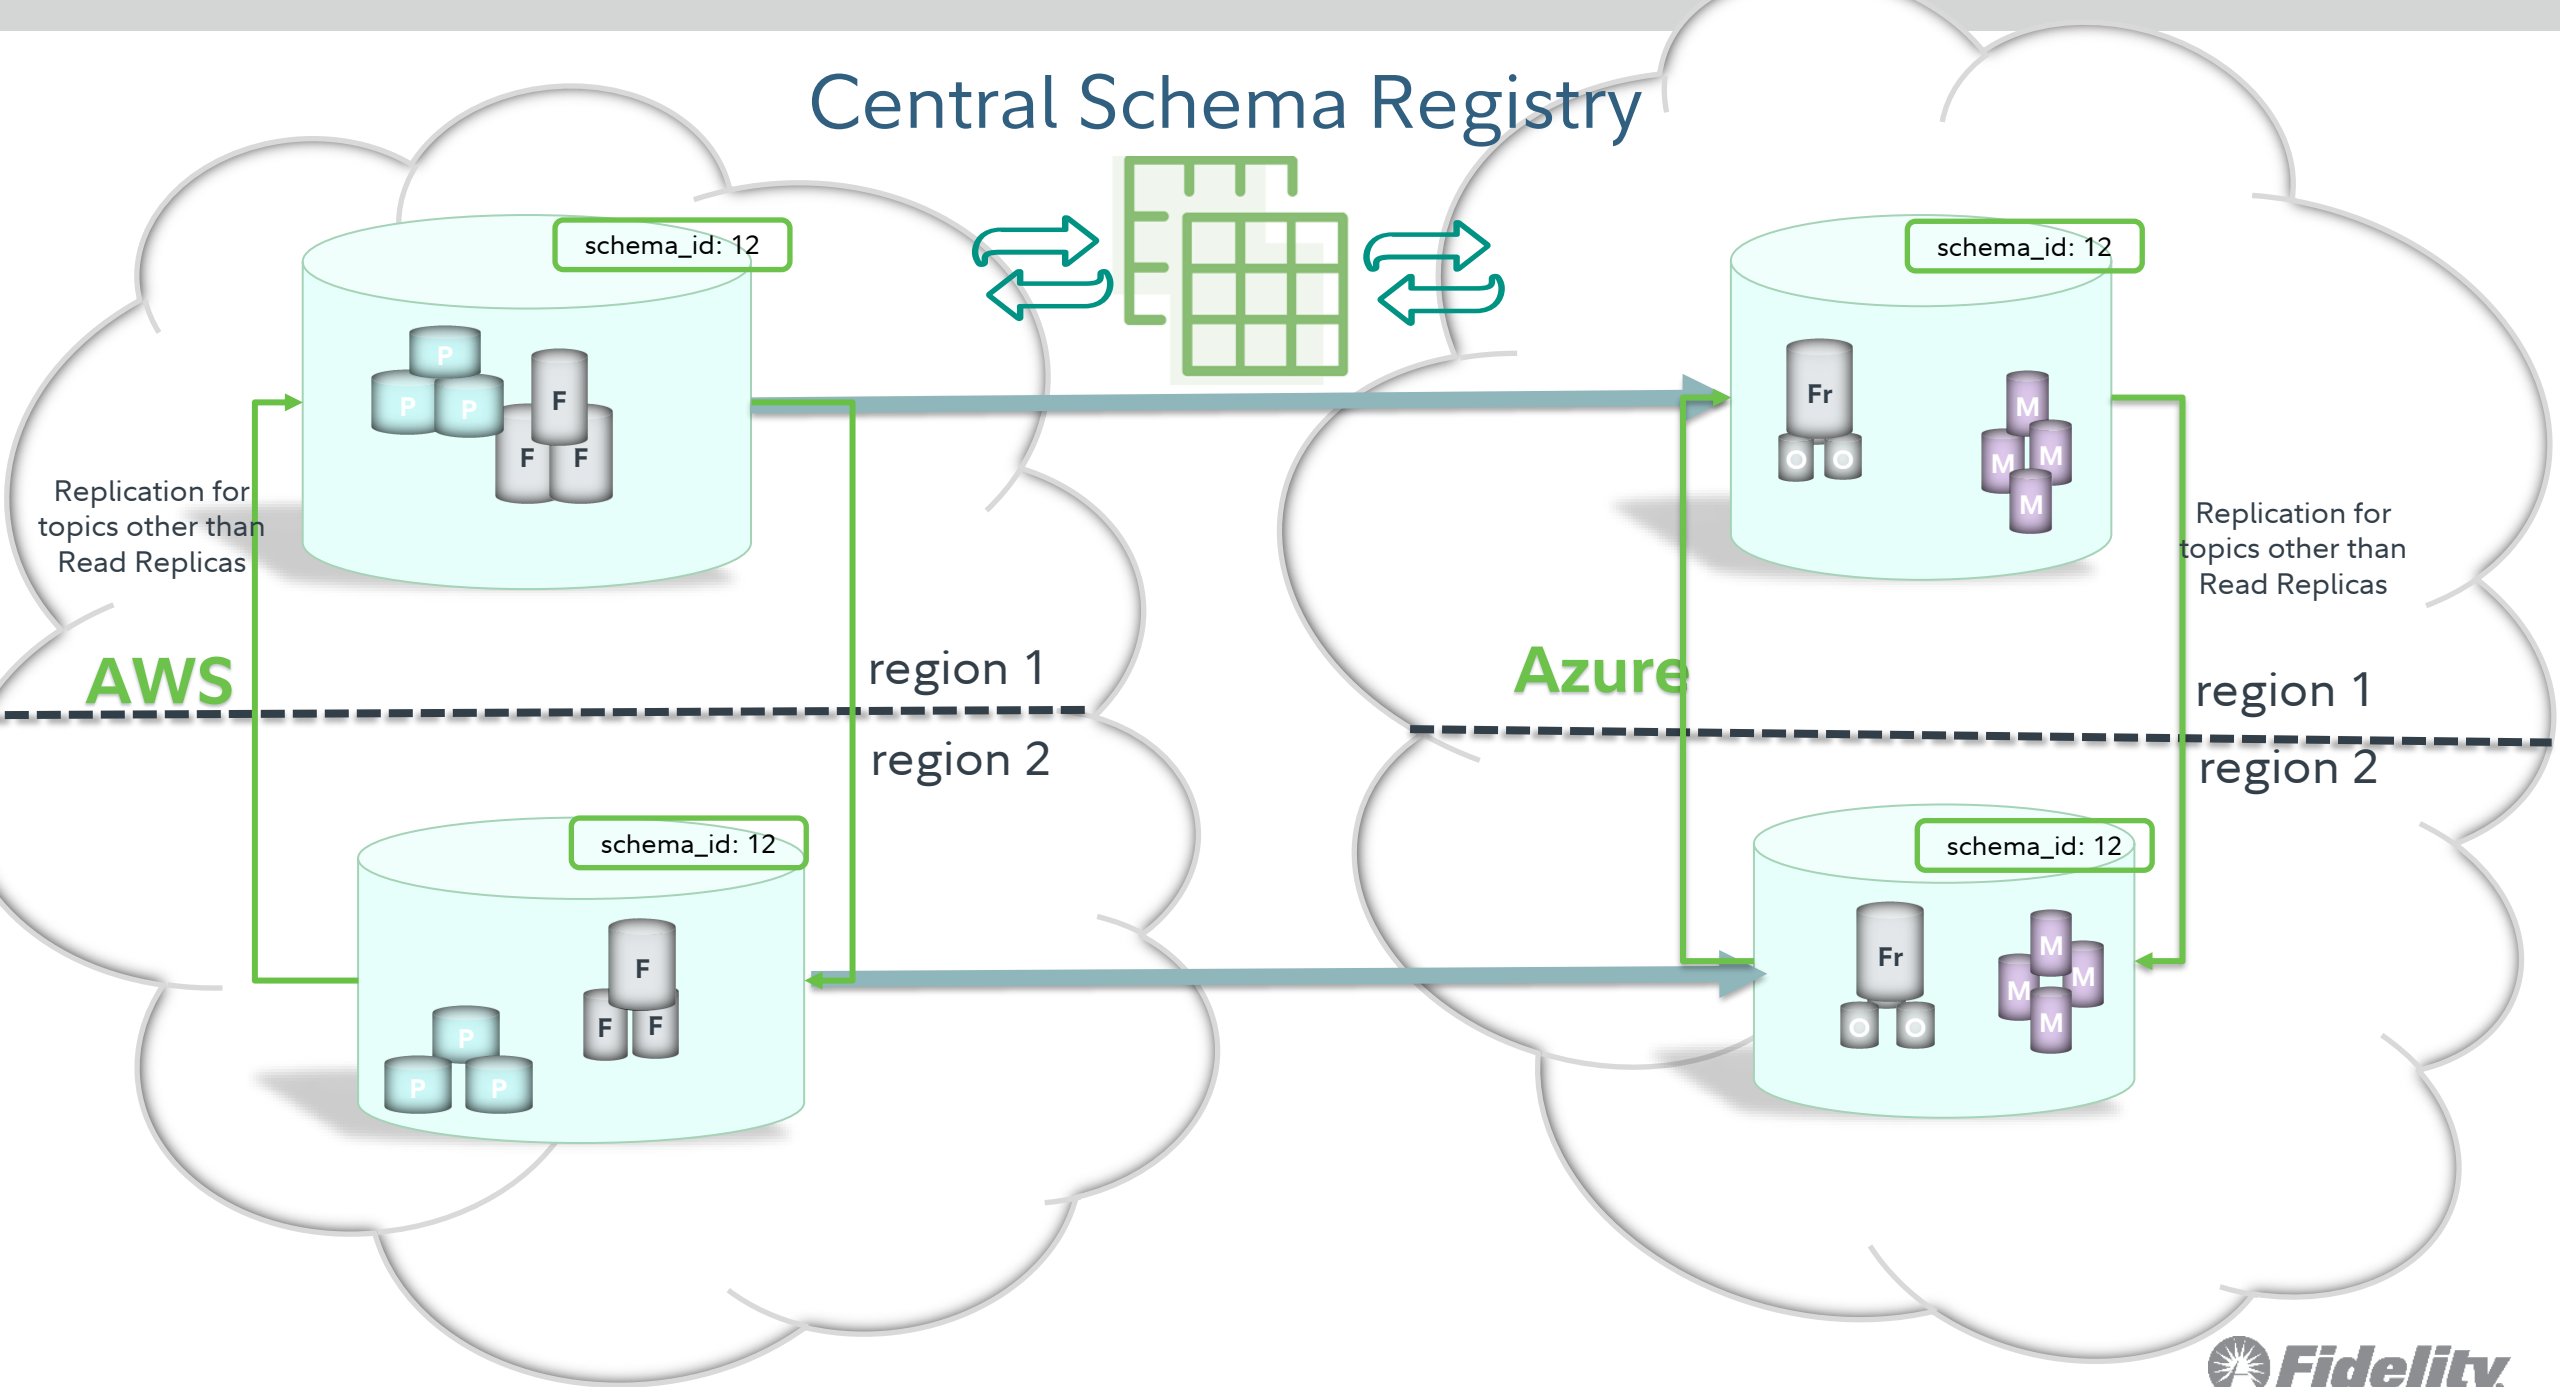 Central Schema Registry
schema_id: 12
schema_id: 12
P
P
P
F
F
F
Fr
O
O
M
M
M
M
Replication for
topics other than
Read Replicas
Replication for
topics other than
Read Replicas
AWS
region 1
Azure
region 1
region 2
region 2
schema_id: 12
schema_id: 12
F
F
F
P
P
P
Fr
O
O
M
M
M
M
Fidelity